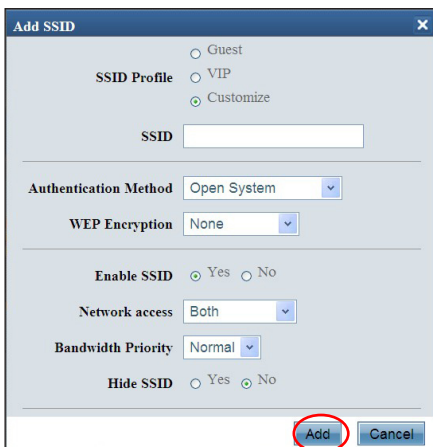 Add SSID
Guest
SSID Profile VIP
Customize
SSID
Authentication Method Open System
WEP Encryption None
Enable SSID Yes No
Network access Both
Bandwidth Priority Normal
Hide SSID Yes No
Add Cancel